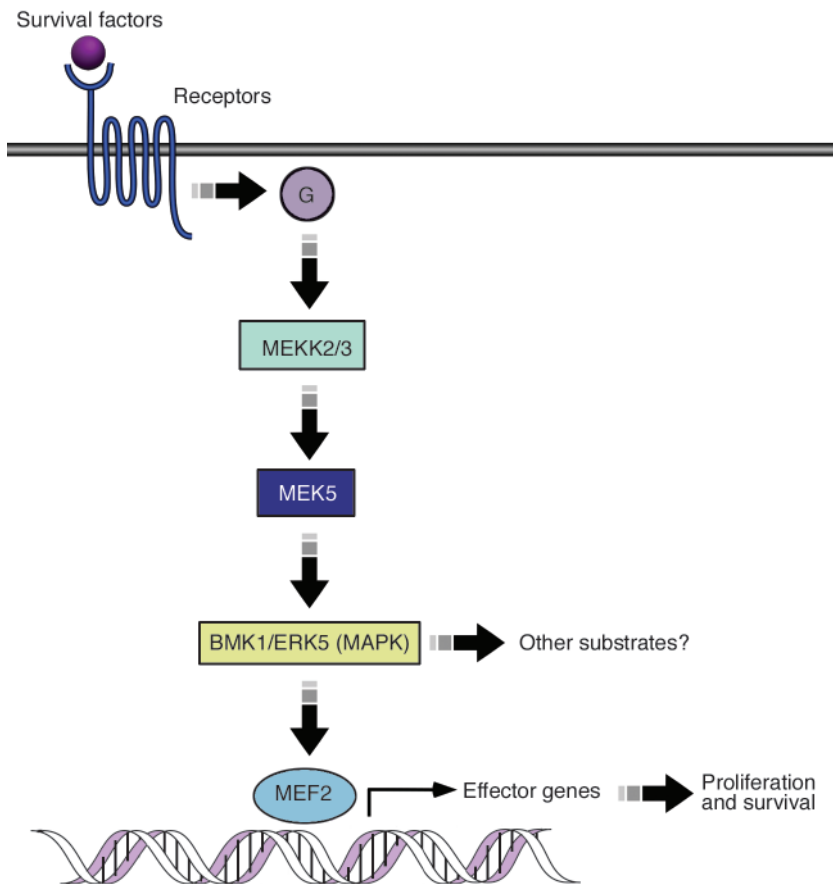 Survival factors
Receptors
G
MEKK2/3
MEK5
BMK1/ERK5 (MAPK)
Other substrates?
MEF2
Effector genes
Proliferation
and survival